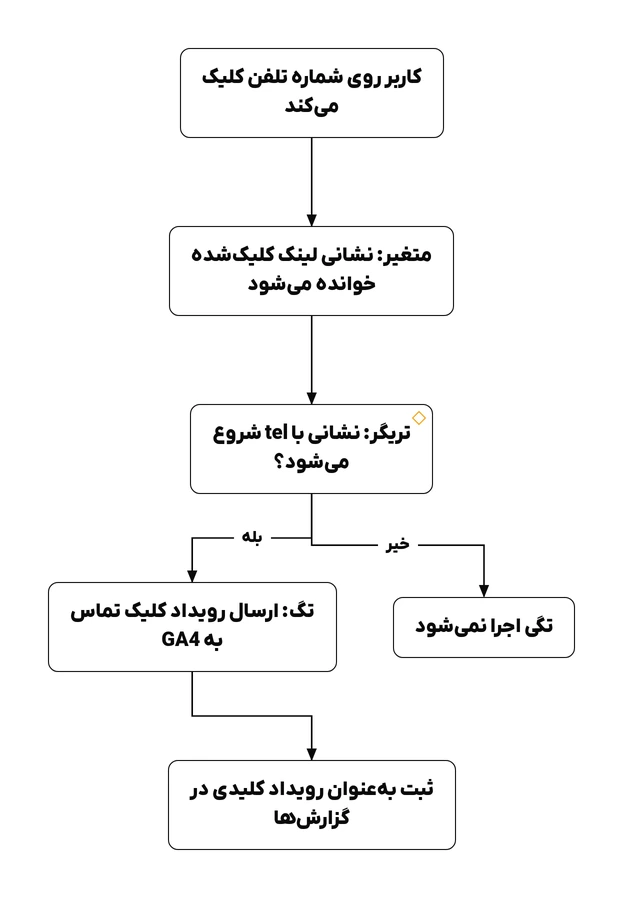 کاربر روی شماره تلفن کلیک
می‌کند
متغیر: نشانی لینک کلیک‌شده
خوانده می‌شود
تریگر: نشانی با tel شروع
می‌شود؟
بله
خیر
تگ: ارسال رویداد کلیک تماس
به GA4
تگی اجرا نمی‌شود
ثبت به‌عنوان رویداد کلیدی در
گزارش‌ها